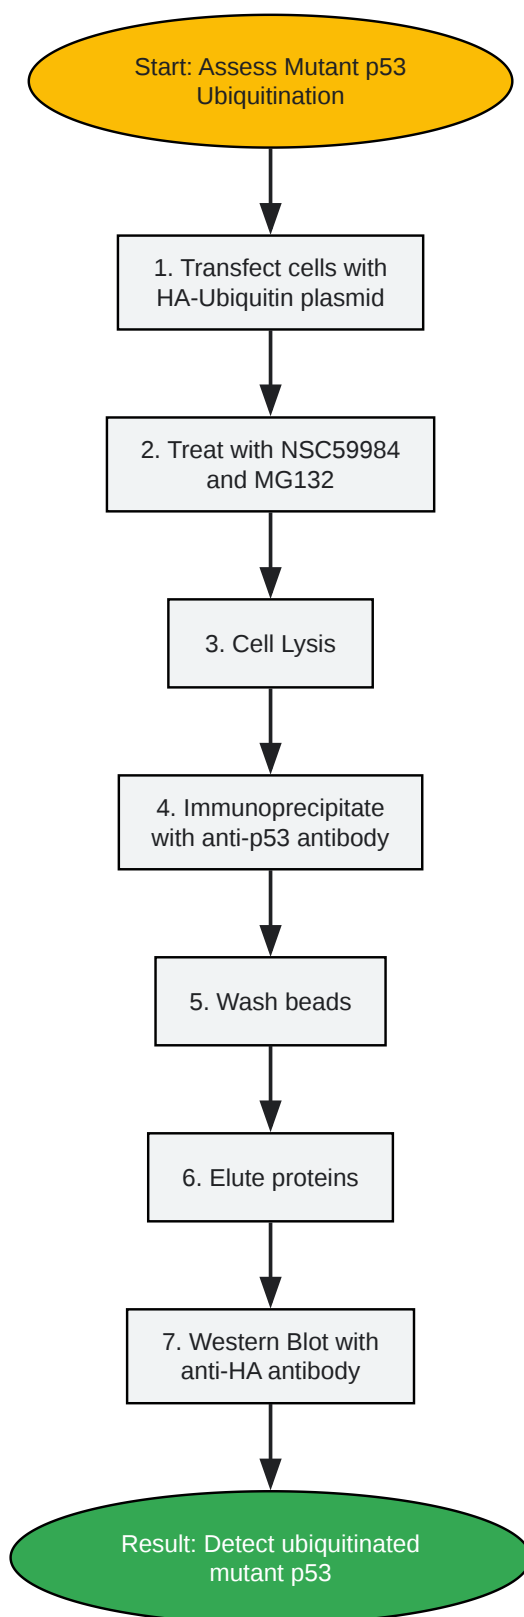 Start: Assess Mutant p53
Ubiquitination
1. Transfect cells with
HA-Ubiquitin plasmid
2. Treat with NSC59984
and MG132
3. Cell Lysis
4. Immunoprecipitate
with anti-p53 antibody
5. Wash beads
6. Elute proteins
7. Western Blot with
anti-HA antibody
Result: Detect ubiquitinated
mutant p53